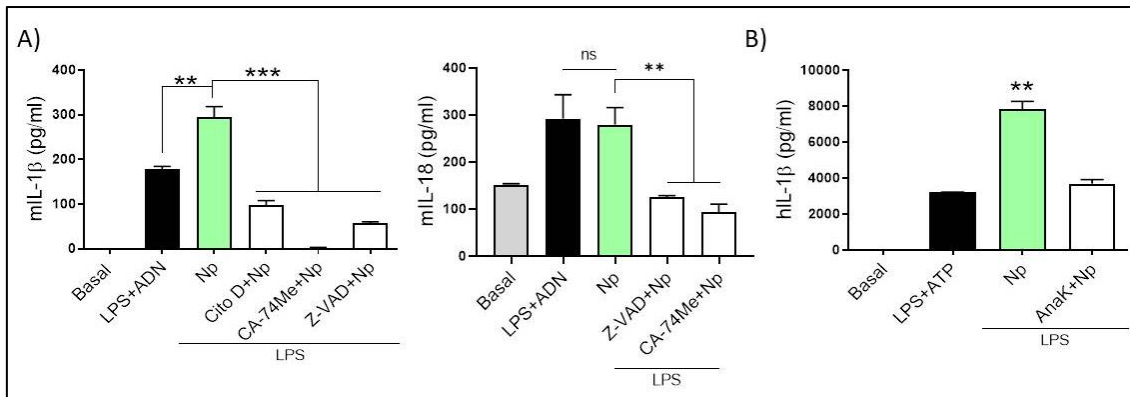 A)
mIL-1β (pg/ml)
400
300
200
100
0
**
***
Basal
LPS+ADN
Np
Cito D+Np
CA-74Me+Np
Z-VAD+Np
LPS
mIL-18 (pg/ml)
400
300
200
100
0
ns
**
Basal
LPS+ADN
Np
Z-VAD+Np
CA-74Me+Np
LPS
B)
hIL-1β (pg/ml)
10000
8000
6000
4000
2000
0
**
Basal
LPS+ATP
Np
AnaK+Np
LPS